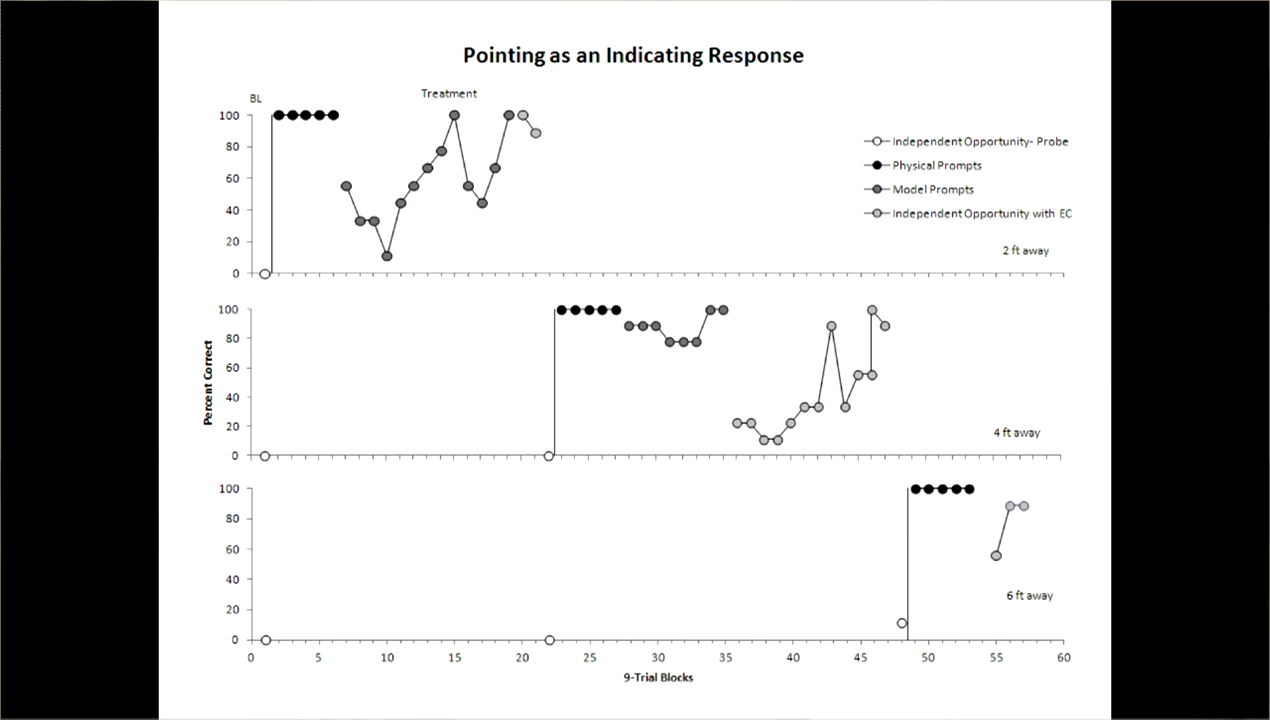 Pointing as an Indicating Response
BL
Treatment
100
80
60
40
20
0
Independent Opportunity- Probe
Physical Prompts
Model Prompts
Independent Opportunity with EC
2 ft away
Percent Correct
100
80
60
40
20
0
4 ft away
100
80
60
40
20
0
6 ft away
0 5 10 15 20 25 30 35 40 45 50 55 60
9-Trial Blocks